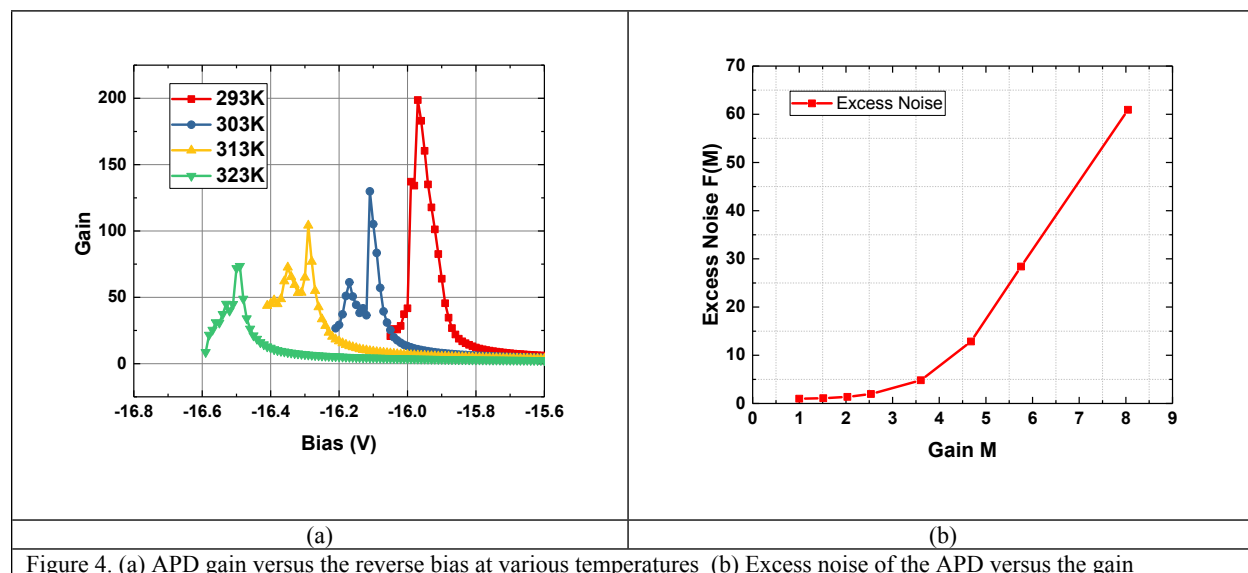 293K
303K
313K
323K
200
150
100
50
0
Gain
-16.8 -16.6 -16.4 -16.2 -16.0 -15.8 -15.6
Bias (V)
Excess Noise
70
60
50
40
30
20
10
0
Excess Noise F(M)
0 1 2 3 4 5 6 7 8 9
Gain M
(a)
(b)
Figure 4. (a) APD gain versus the reverse bias at various temperatures (b) Excess noise of the APD versus the gain